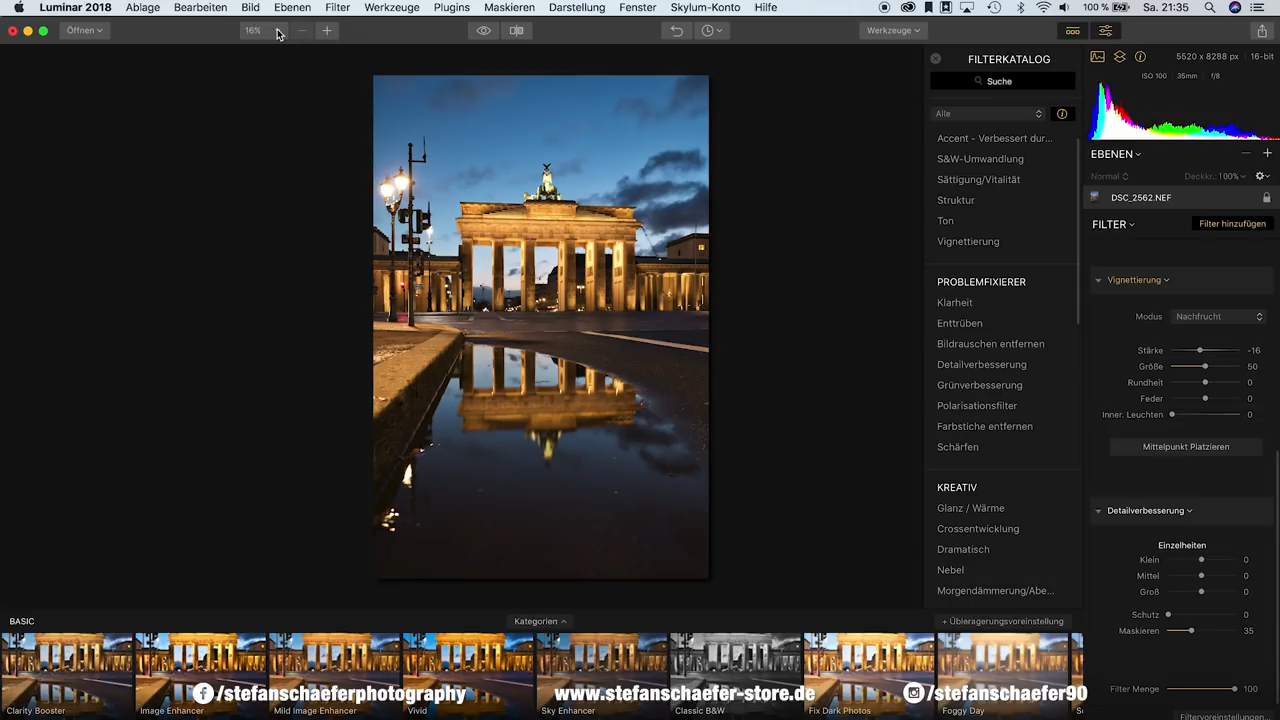 Luminar 2018 Ablage Bearbeiten Bild Ebenen Filter Werkzeuge Plugins Maskieren Darstellung Fenster Skylum-Konto Hilfe 100 % Sa. 21:35
Öffnen 16% Werkzeuge
FILTERKATALOG
Suche
Alle
Accent - Verbessert dur...
S&W-Umwandlung
Sättigung/Vitalität
Struktur
Ton
Vignettierung
PROBLEMFIXIERER
Klarheit
Enttrüben
Bildrauschen entfernen
Detailverbesserung
Grünverbesserung
Polarisationsfilter
Farbstiche entfernen
Schärfen
KREATIV
Glanz / Wärme
Crossentwicklung
Dramatisch
Nebel
Morgendämmerung/Abe...
5520 x 8288 px 16-bit
ISO 100 35mm f/8
EBENEN
Normal Deckkr.: 100%
DSC_2562.NEF
FILTER Filter hinzufügen
Vignettierung
Modus Nachfrucht
Stärke -16
Größe 50
Rundheit 0
Feder 0
Inner. Leuchten 0
Mittelpunkt Platzieren
Detailverbesserung
Einzelheiten
Klein 0
Mittel 0
Groß 0
Schutz 0
Maskieren 35
Filter Menge 100
Filtervoreinstellungen...
BASIC Kategorien + Überlagerungsvoreinstellung
/stefanschaeferphotography www.stefanschaefer-store.de /stefanschaefer90
Clarity Booster Image Enhancer Mild Image Enhancer Vivid Sky Enhancer Classic B&W Fix Dark Photos Foggy Day